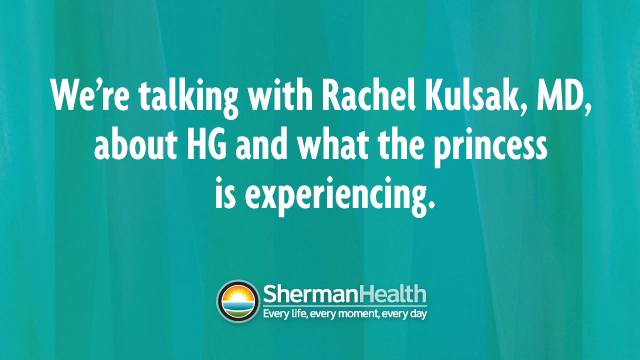 We're talking with Rachel Kulsak, MD,
about HG and what the princess
is experiencing.
ShermanHealth
Every life, every moment, every day